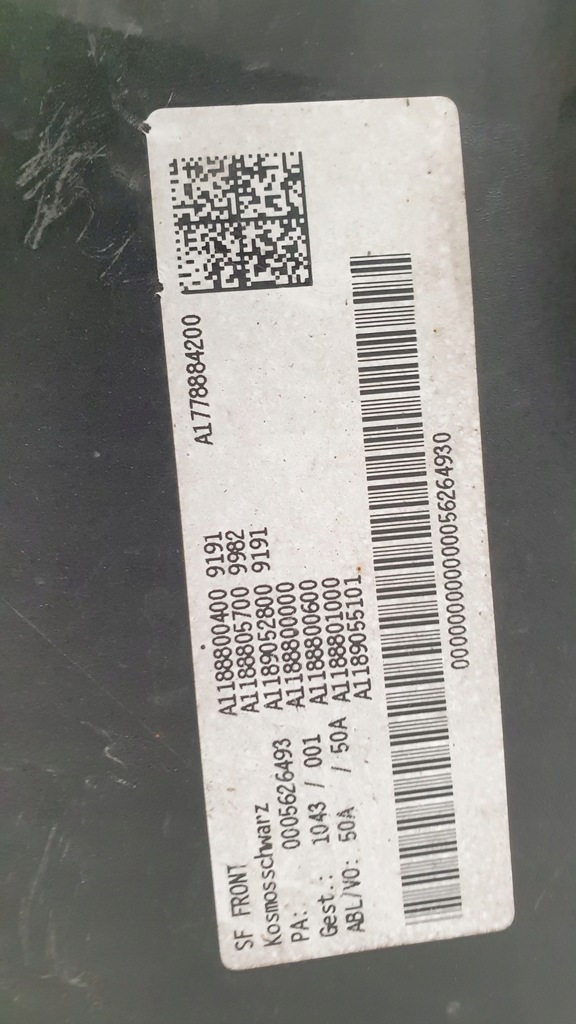 SF FRONT
Kosmosschwarz
PA: 0005626493
Gest.: 1043 / 001
ABL/VO: 50A / 50A
A1188800400 9191
A1188805700 9982
A1189052800 9191
A1188800000
A1188800600
A1188801000
A1189055101
A1778884200
000000000000056264930